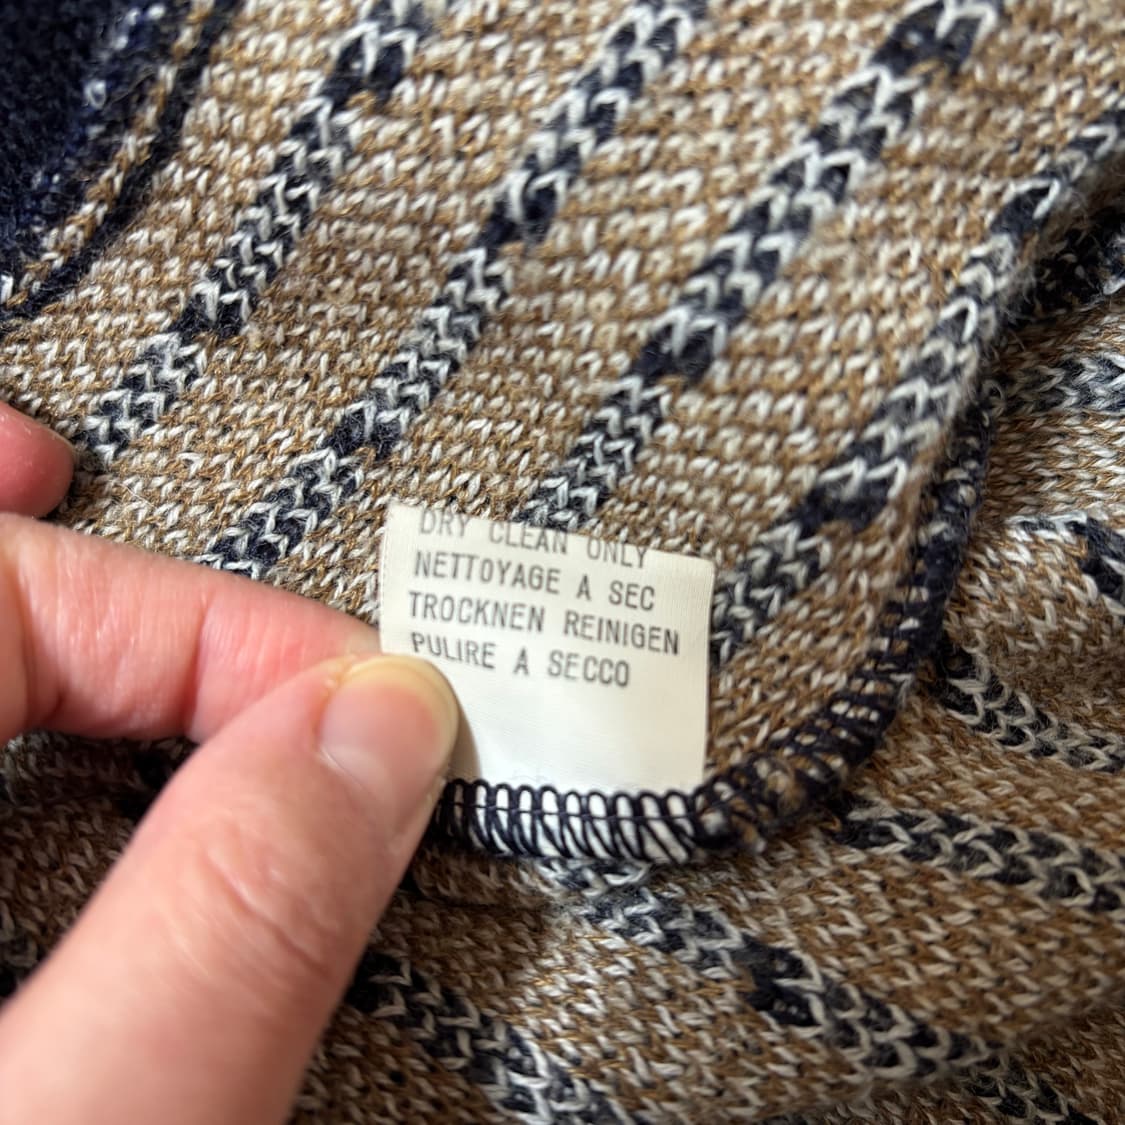 DRY CLEAN ONLY
NETTOYAGE A SEC
TROCKNEN REINIGEN
PULIRE A SECCO